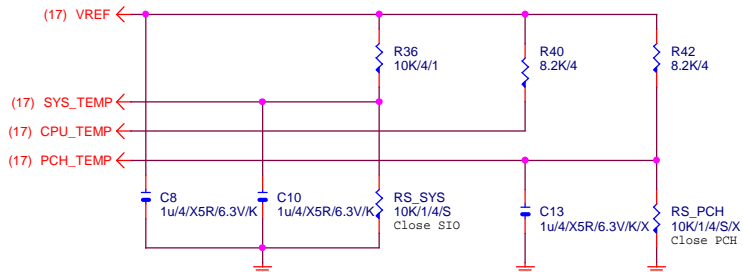 (17) VREF
R36
10K/4/1
R40
8.2K/4
R42
8.2K/4
(17) SYS_TEMP
(17) CPU_TEMP
(17) PCH_TEMP
C8
1u/4/X5R/6.3V/K
C10
1u/4/X5R/6.3V/K
RS_SYS
10K/1/4/S
Close SIO
C13
1u/4/X5R/6.3V/K/X
RS_PCH
10K/1/4/S/X
Close PCH